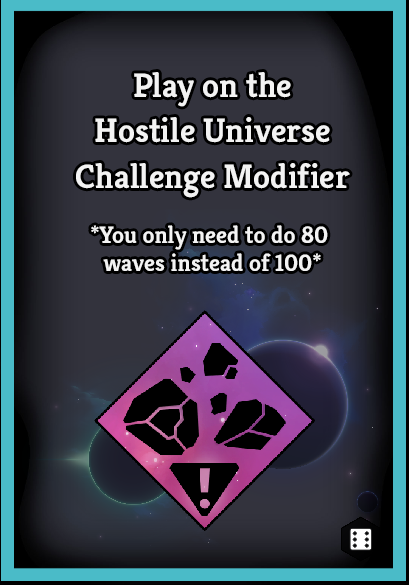 Play on the
Hostile Universe
Challenge Modifier
*You only need to do 80
waves instead of 100*
!